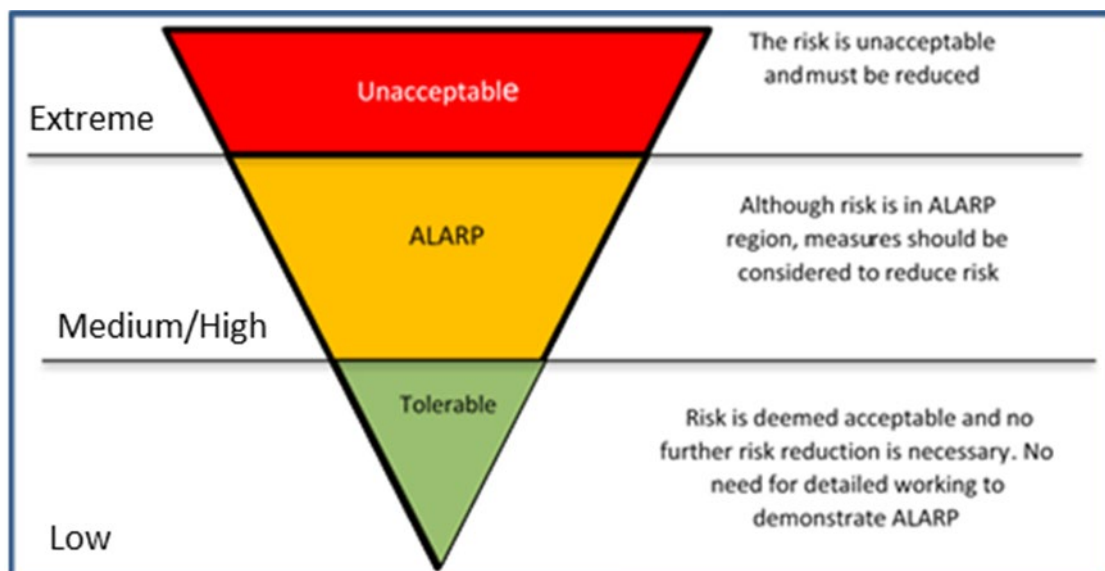 The risk is unacceptable
and must be reduced
Unacceptable
Extreme
Although risk is in ALARP
region, measures should be
considered to reduce risk
ALARP
Medium/High
Tolerable
Risk is deemed acceptable and no
further risk reduction is necessary. No
need for detailed working to
demonstrate ALARP
Low